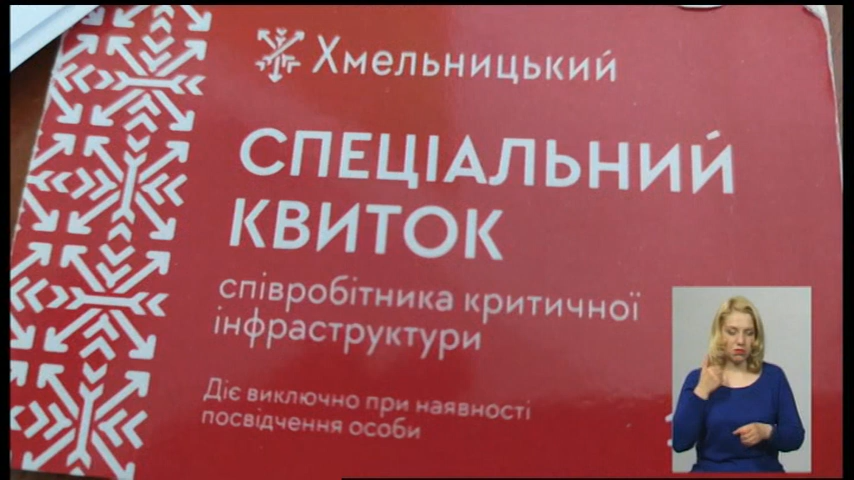 Хмельницький
СПЕЦІАЛЬНИЙ
КВИТОК
співробітника критичної
інфраструктури
Діє виключно при наявності
посвідчення особи